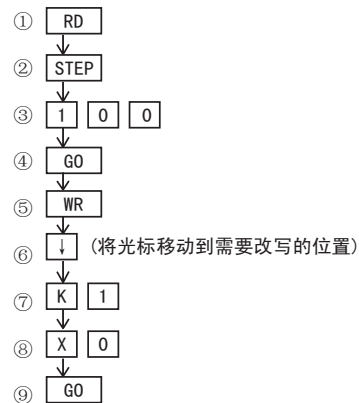 ① RD
② STEP
③ 1 0 0
④ GO
⑤ WR
⑥ ↓ (将光标移动到需要改写的位置)
⑦ K 1
⑧ X 0
⑨ GO